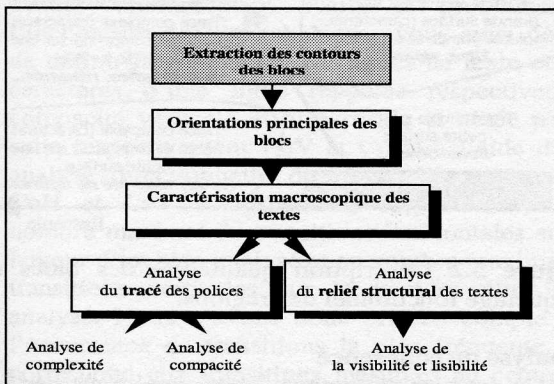 Extraction des contours
des blocs
Orientations principales des
blocs
Caractérisation macroscopique des
textes
Analyse
du tracé des polices
Analyse
du relief structural des textes
Analyse de
complexité
Analyse de
compacité
Analyse de
la visibilité et lisibilité